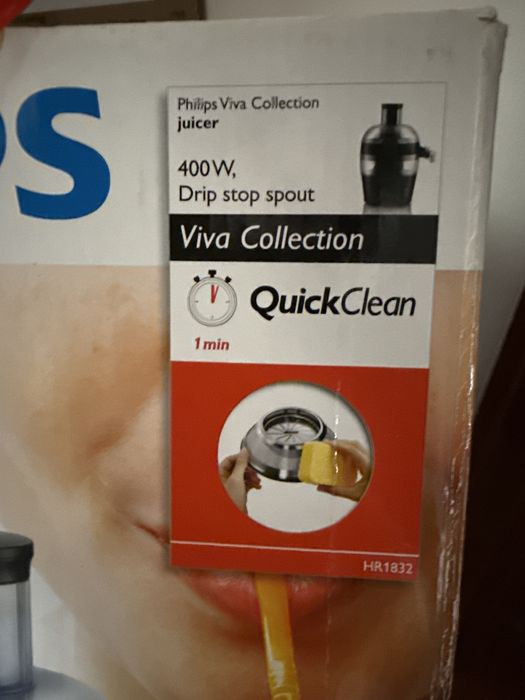 PS
Philips Viva Collection
juicer
400W,
Drip stop spout
Viva Collection
QuickClean
1 min
HR1832